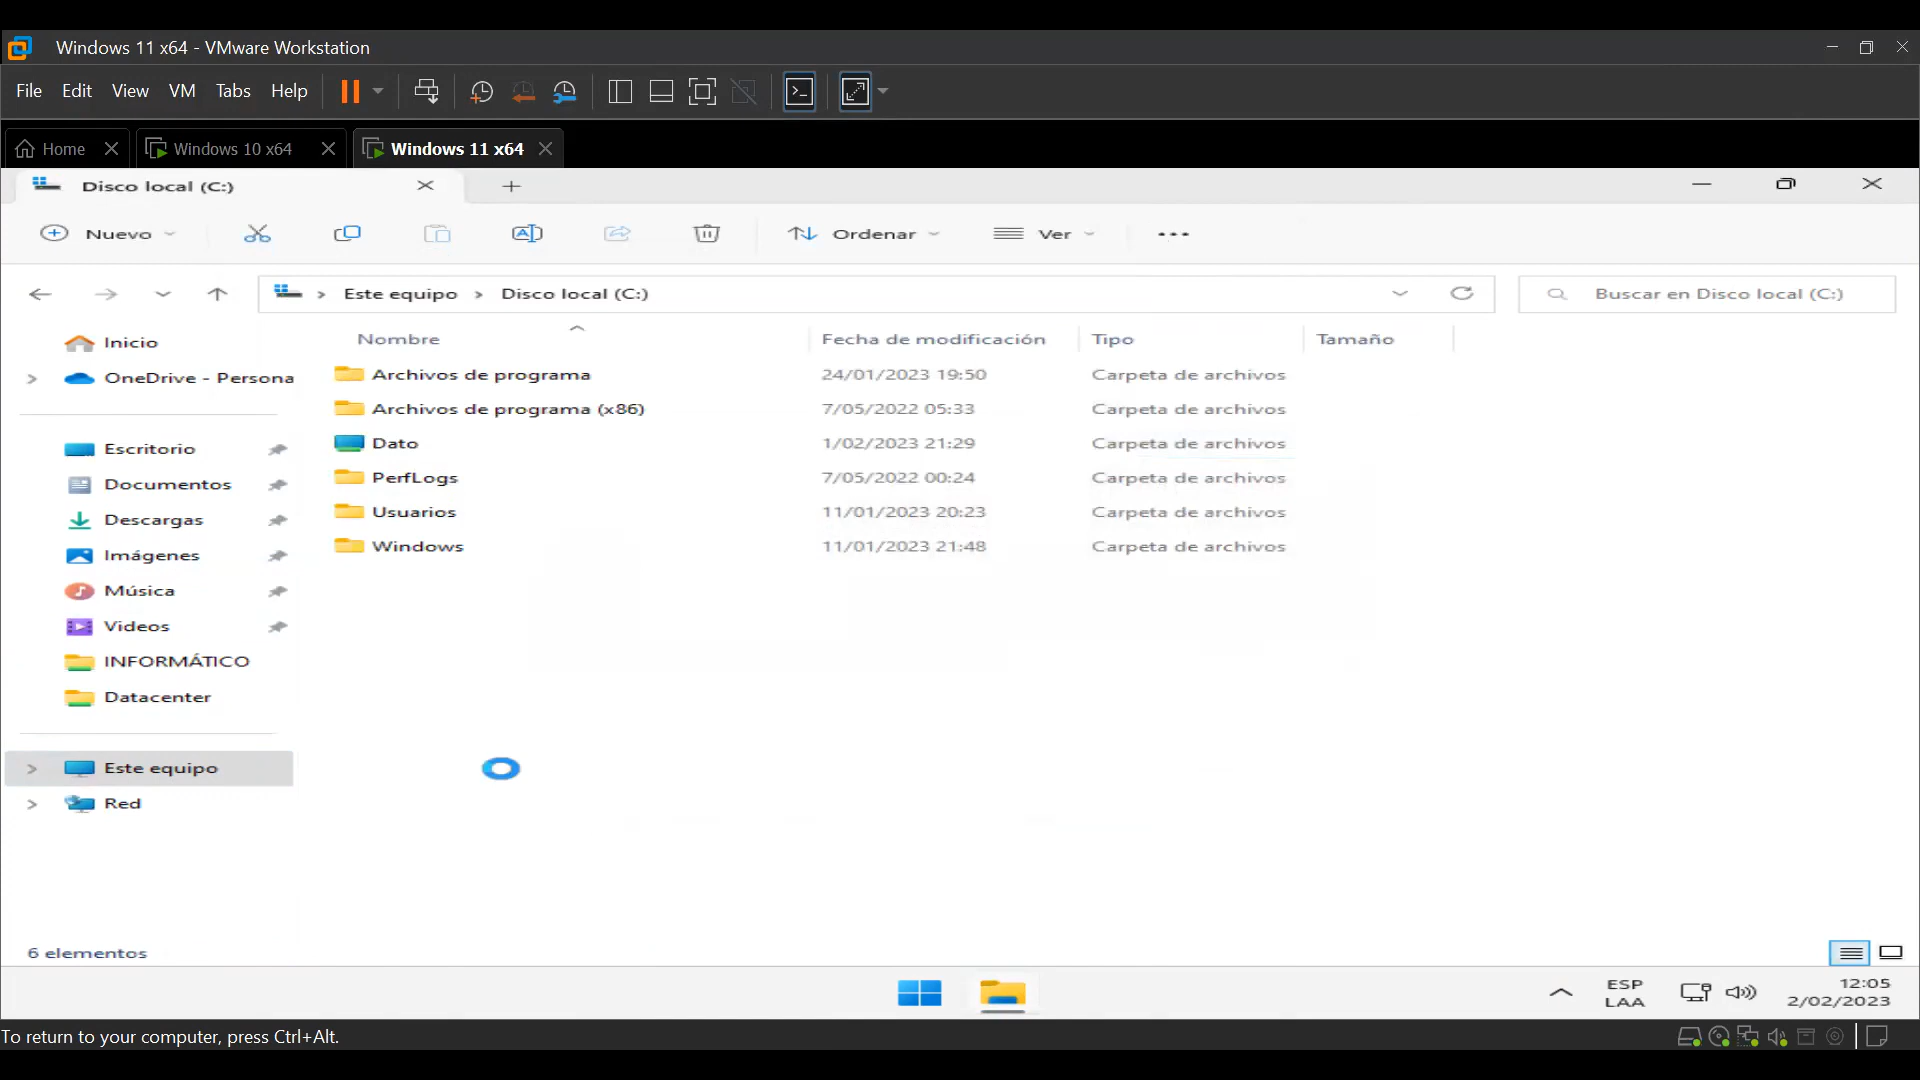 Windows 11 x64 - VMware Workstation
File Edit View VM Tabs Help
Home Windows 10 x64 Windows 11 x64
Disco local (C:)
Nuevo Ordenar Ver
Este equipo > Disco local (C:) Buscar en Disco local (C:)
Nombre Fecha de modificación Tipo Tamaño
Inicio
OneDrive - Persona
Escritorio
Documentos
Descargas
Imágenes
Música
Videos
INFORMÁTICO
Datacenter
Este equipo
Red
Archivos de programa 24/01/2023 19:50 Carpeta de archivos
Archivos de programa (x86) 7/05/2022 05:33 Carpeta de archivos
Dato 1/02/2023 21:29 Carpeta de archivos
PerfLogs 7/05/2022 00:24 Carpeta de archivos
Usuarios 11/01/2023 20:23 Carpeta de archivos
Windows 11/01/2023 21:48 Carpeta de archivos
6 elementos
ESP
LAA
12:05
2/02/2023
To return to your computer, press Ctrl+Alt.